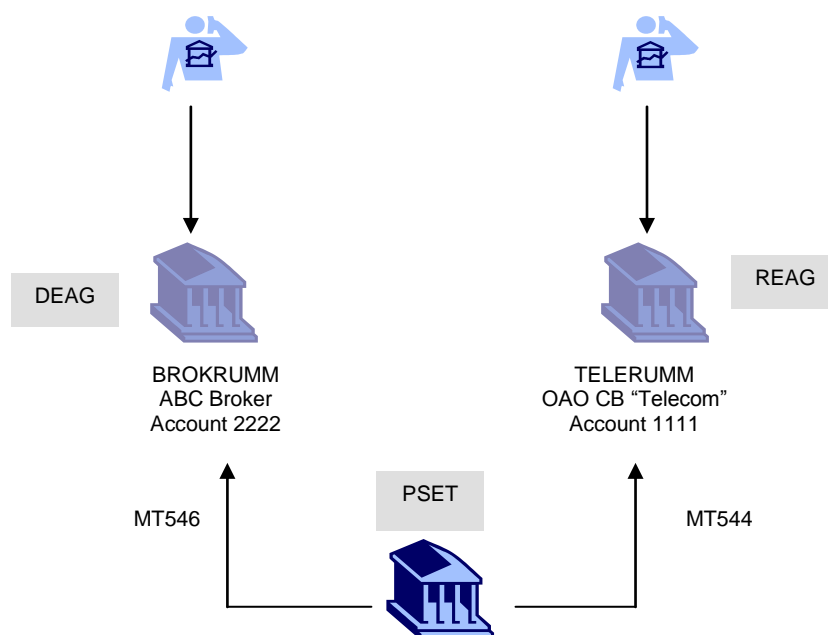 DEAG
REAG
BROKRUMM
ABC Broker
Account 2222
TELERUMM
OAO CB “Telecom”
Account 1111
PSET
MT546
MT544